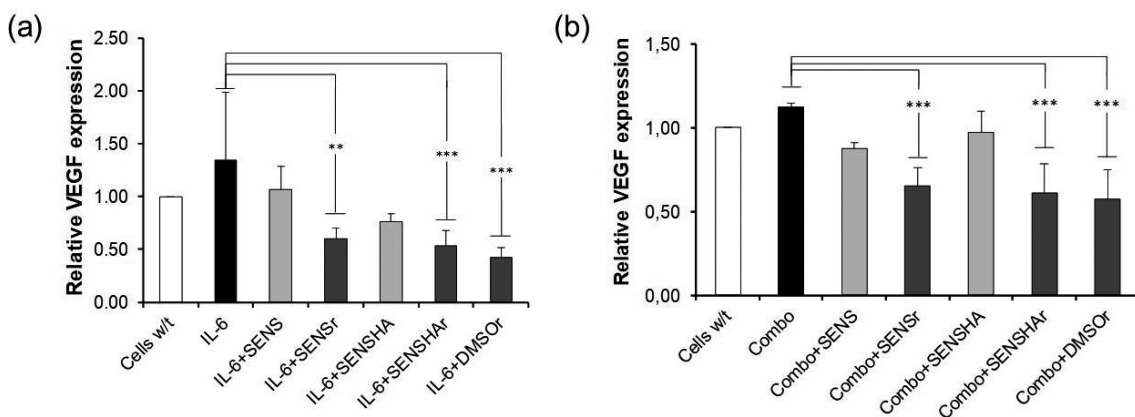 (a)
Relative VEGF expression
2.50
2.00
1.50
1.00
0.50
0.00
**
***
***
Cells w/t
IL-6
IL-6+SENS
IL-6+SENSr
IL-6+SENSHA
IL-6+SENSHAr
IL-6+DMSOr
(b)
Relative VEGF expression
1,50
1,00
0,50
0,00
***
***
***
Cells w/t
Combo
Combo+SENS
Combo+SENSr
Combo+SENSHA
Combo+SENSHAr
Combo+DMSOr